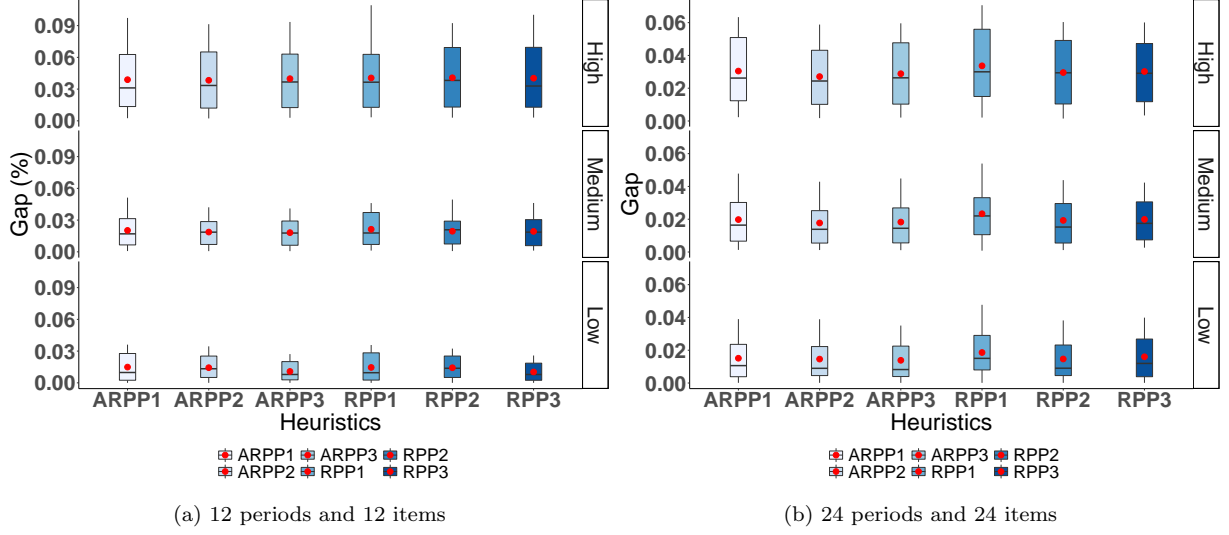 0.09
0.06
0.03
0.00
High
0.09
0.06
0.03
0.00
Medium
0.09
0.06
0.03
0.00
Low
Gap (%)
ARPP1 ARPP2 ARPP3 RPP1 RPP2 RPP3
Heuristics
ARPP1 ARPP3 RPP2
ARPP2 RPP1 RPP3
(a) 12 periods and 12 items
0.06
0.04
0.02
0.00
High
0.06
0.04
0.02
0.00
Medium
0.06
0.04
0.02
0.00
Low
Gap
ARPP1 ARPP2 ARPP3 RPP1 RPP2 RPP3
Heuristics
ARPP1 ARPP3 RPP2
ARPP2 RPP1 RPP3
(b) 24 periods and 24 items